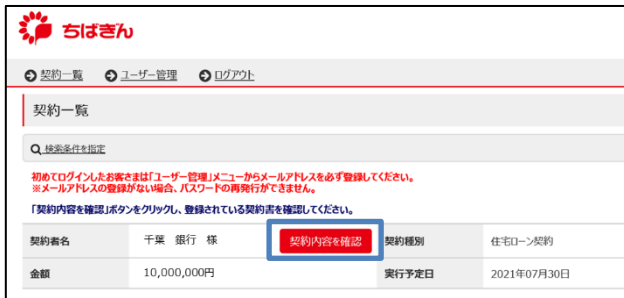 ちばぎん
契約一覧 ユーザー管理 ログアウト
契約一覧
検索条件を指定
初めてログインしたお客さまは「ユーザー管理」メニューからメールアドレスを必ず登録してください。
※メールアドレスの登録がない場合、パスワードの再発行ができません。
「契約内容を確認」ボタンをクリックし、登録されている契約書を確認してください。
契約者名 千葉 銀行 様 契約内容を確認 契約種別 住宅ローン契約
金額 10,000,000円 実行予定日 2021年07月30日